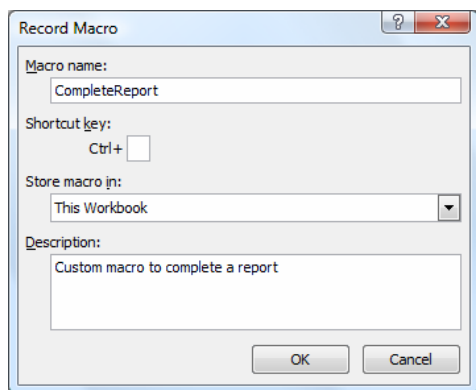 Record Macro
Macro name:
CompleteReport
Shortcut key:
Ctrl+
Store macro in:
This Workbook
Description:
Custom macro to complete a report
OK Cancel